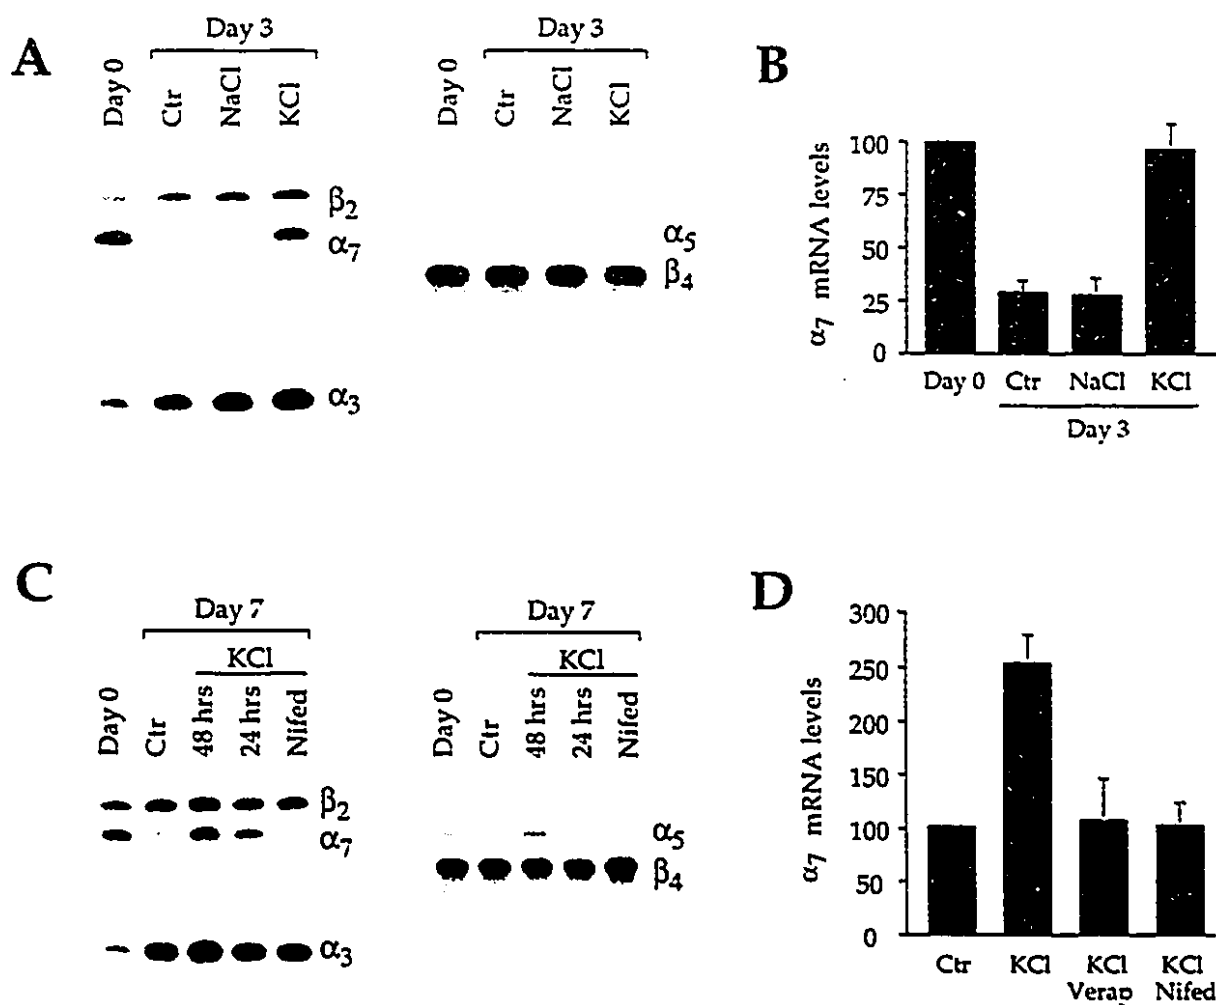 A
Day 3
Day 0
Ctr
NaCl
KCl
β2
α7
α3
Day 3
Day 0
Ctr
NaCl
KCl
α5
β4
B
α7 mRNA levels
100
75
50
25
0
Day 0 Ctr NaCl KCl
Day 3
C
Day 7
KCl
Day 0
Ctr
48 hrs
24 hrs
Nifed
β2
α7
α3
Day 7
KCl
Day 0
Ctr
48 hrs
24 hrs
Nifed
α5
β4
D
α7 mRNA levels
300
250
200
150
100
50
0
Ctr KCl KCl KCl
Verap Nifed